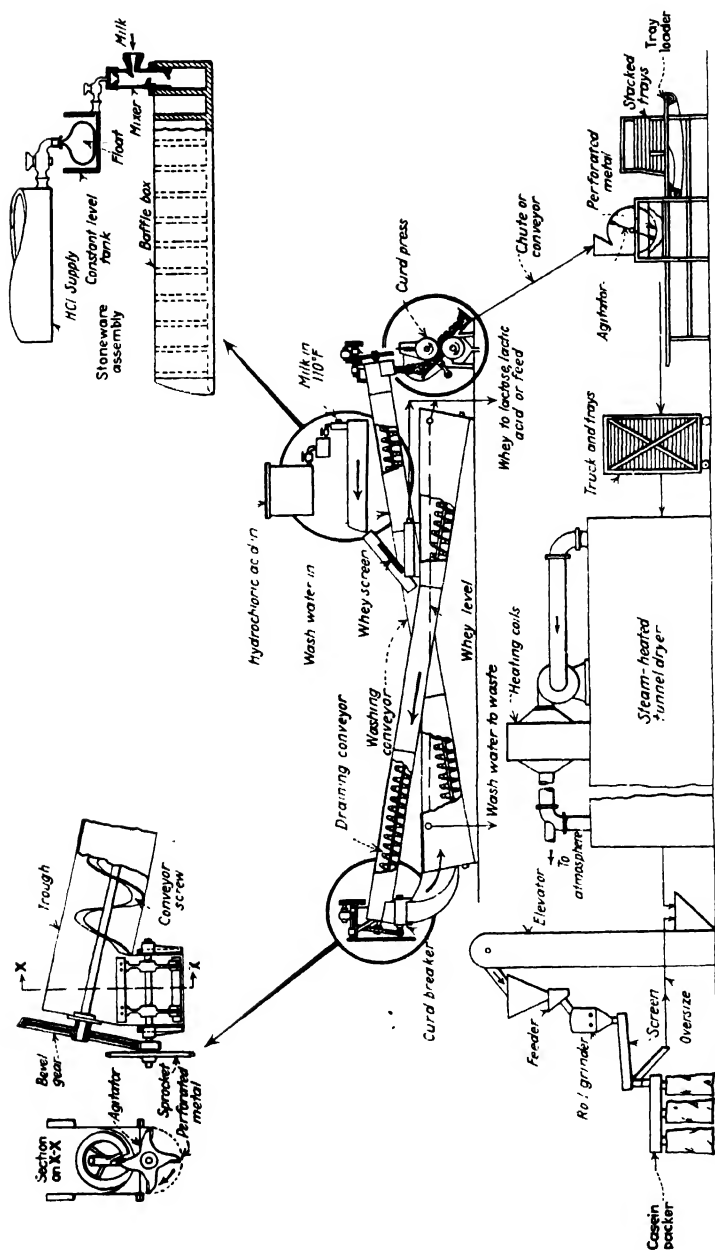 Section
on X-X
Agitator
Sprocket
Perforated
metal
Bevel
gear
X
Trough
X
Conveyor
screw
HCl Supply
Constant level
tank
Float
A
Milk
Mixer
Stoneware
assembly
Baffle box
Hydrochloric acid in
Wash water in
Whey screen
Milk in
110°F
Draining conveyor
Washing
conveyor
Curd press
Curd breaker
Whey level
Wash water to waste
Whey to lactose, lactic
acid or feed
Chute or
conveyor
Agitator
Perforated
metal
Stacked
trays
Tray
loader
Truck and trays
Steam-heated
tunnel dryer
Heating coils
To
atmosphere
Elevator
Feeder
Roll grinder
Screen
Oversize
Casein
packer